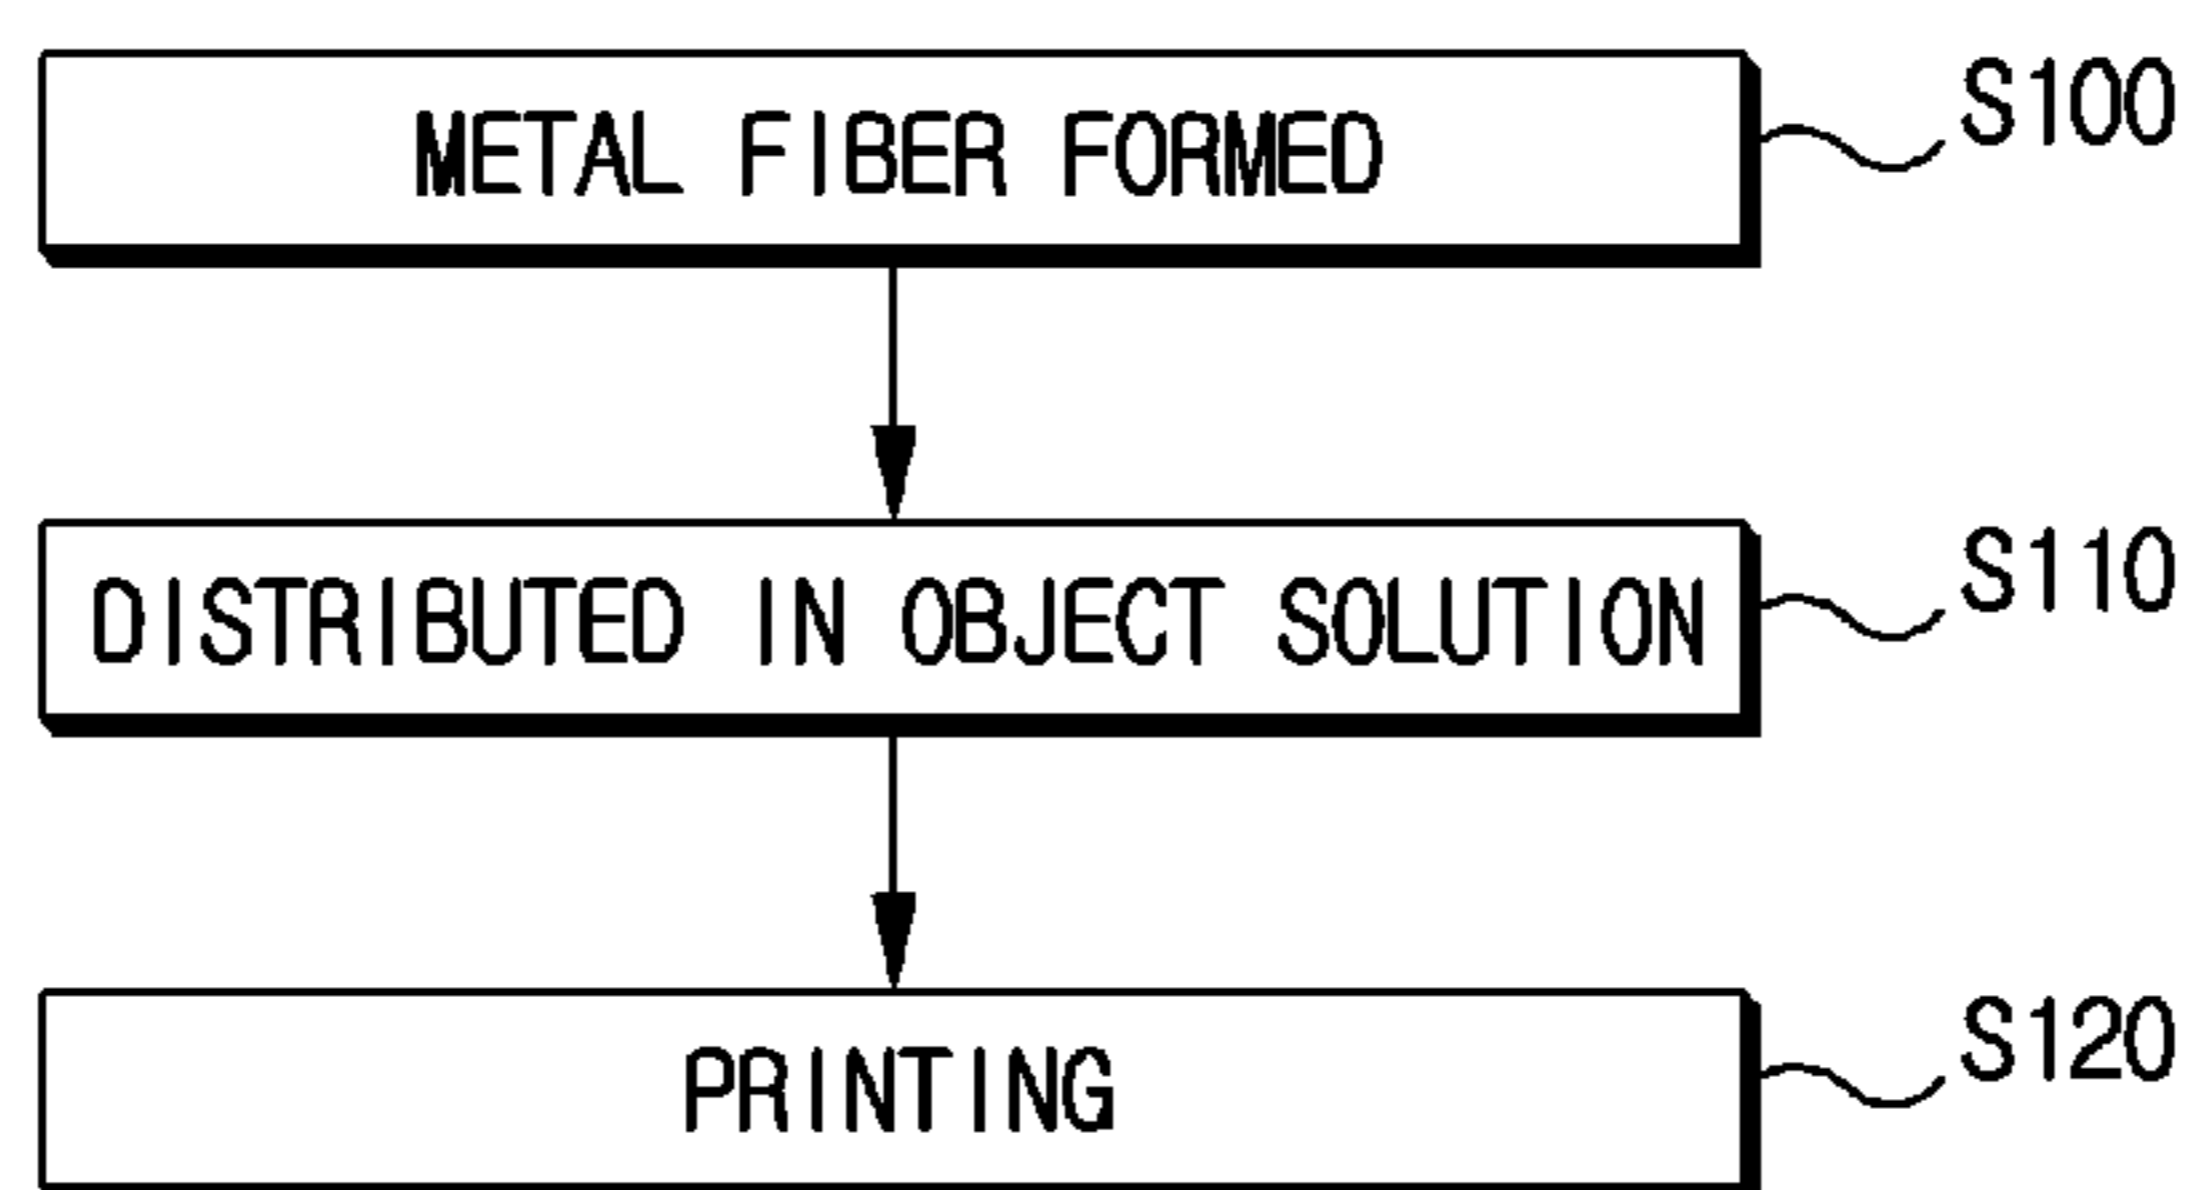 METAL FIBER FORMED S100
DISTRIBUTED IN OBJECT SOLUTION S110
PRINTING S120